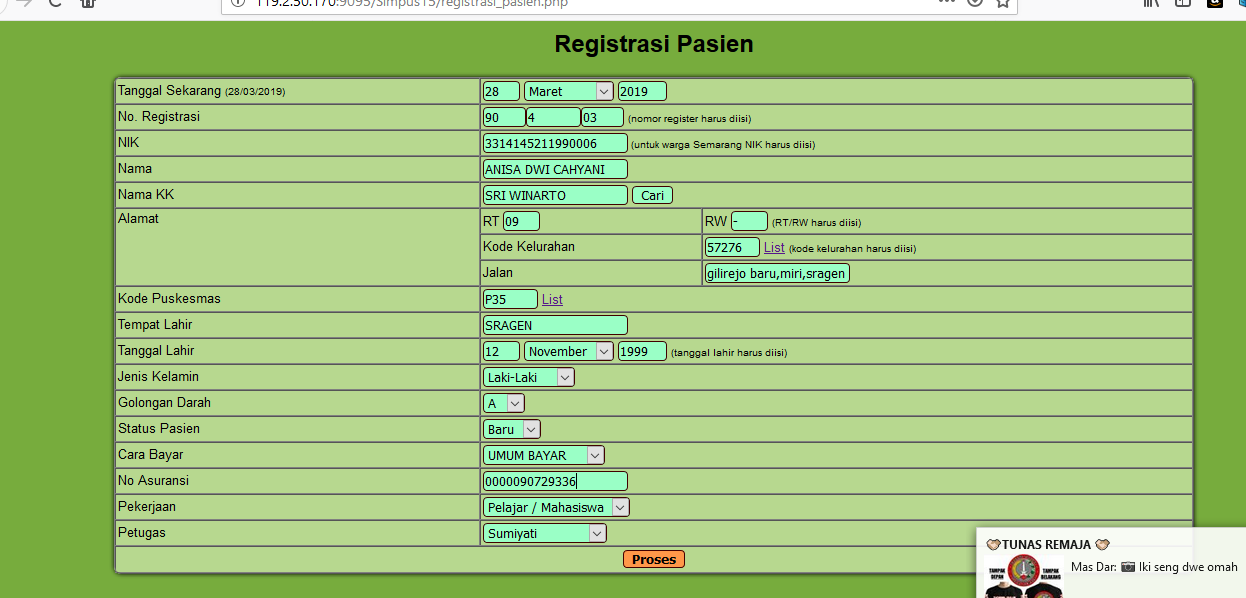 119.2.50.170:9095/Simpus15/registrasi_pasien.php
Registrasi Pasien
Tanggal Sekarang (28/03/2019) 28 Maret 2019
No. Registrasi 90 4 03 (nomor register harus diisi)
NIK 3314145211990006 (untuk warga Semarang NIK harus diisi)
Nama ANISA DWI CAHYANI
Nama KK SRI WINARTO Cari
Alamat RT 09 RW - (RT/RW harus diisi)
Kode Kelurahan 57276 List (kode kelurahan harus diisi)
Jalan gilirejo baru,miri,sragen
Kode Puskesmas P35 List
Tempat Lahir SRAGEN
Tanggal Lahir 12 November 1999 (tanggal lahir harus diisi)
Jenis Kelamin Laki-Laki
Golongan Darah A
Status Pasien Baru
Cara Bayar UMUM BAYAR
No Asuransi 0000090729336
Pekerjaan Pelajar / Mahasiswa
Petugas Sumiyati
Proses
TUNAS REMAJA
Mas Dar: Iki seng dwe omah
TAMPAK DEPAN
TAMPAK BELAKANG